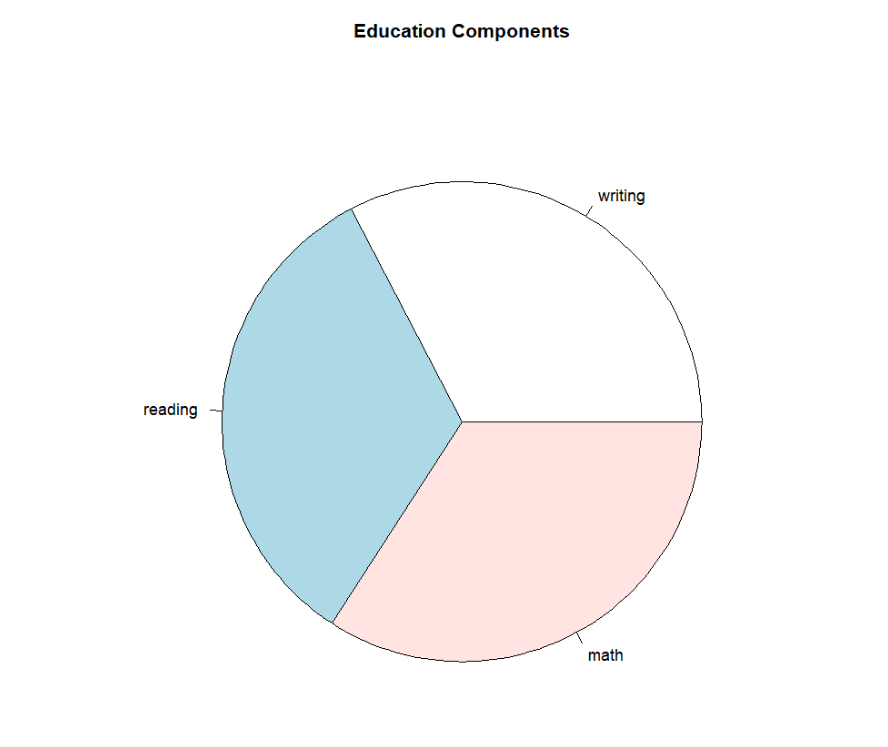 Education Components
writing
reading
math